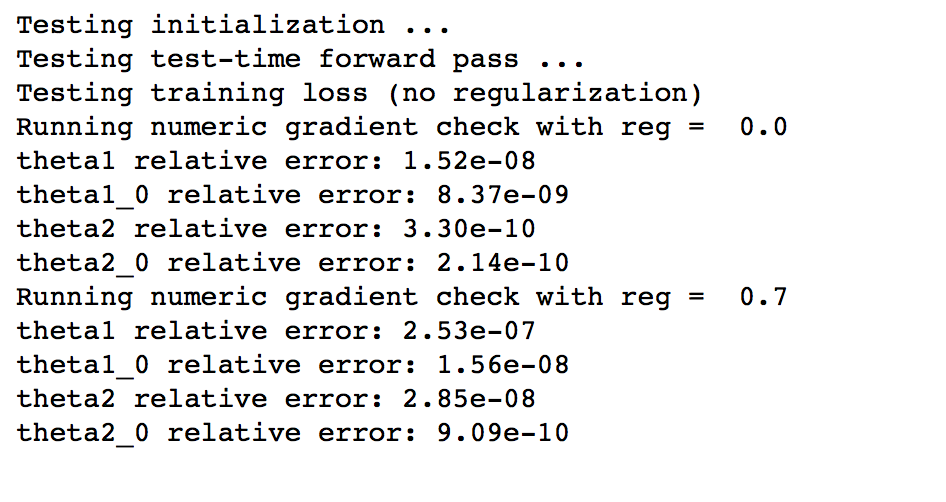 Testing initialization ...
Testing test-time forward pass ...
Testing training loss (no regularization)
Running numeric gradient check with reg =  0.0
theta1 relative error: 1.52e-08
theta1_0 relative error: 8.37e-09
theta2 relative error: 3.30e-10
theta2_0 relative error: 2.14e-10
Running numeric gradient check with reg =  0.7
theta1 relative error: 2.53e-07
theta1_0 relative error: 1.56e-08
theta2 relative error: 2.85e-08
theta2_0 relative error: 9.09e-10